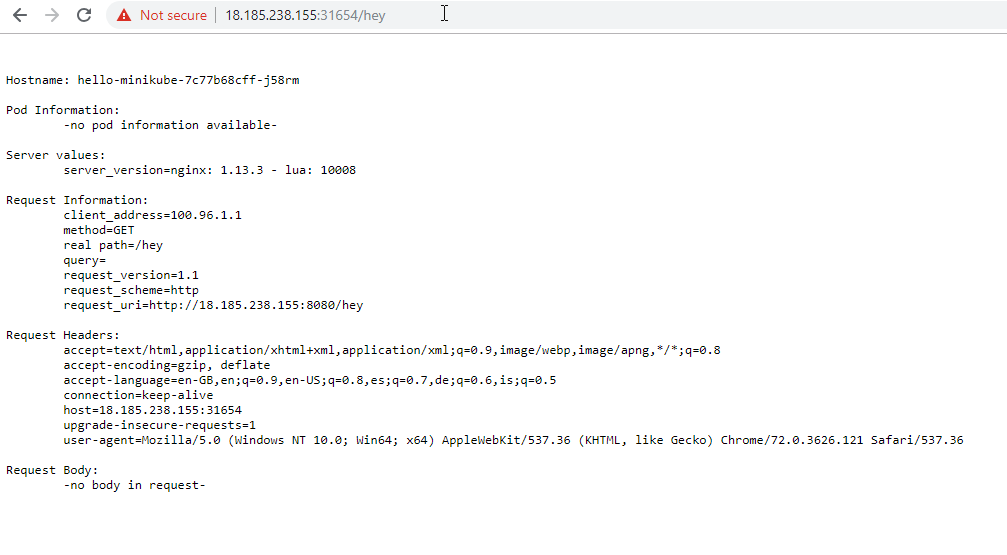 Not secure | 18.185.238.155:31654/hey
Hostname: hello-minikube-7c77b68cff-j58rm
Pod Information:
-no pod information available-
Server values:
server_version=nginx: 1.13.3 - lua: 10008
Request Information:
client_address=100.96.1.1
method=GET
real path=/hey
query=
request_version=1.1
request_scheme=http
request_uri=http://18.185.238.155:8080/hey
Request Headers:
accept=text/html,application/xhtml+xml,application/xml;q=0.9,image/webp,image/apng,*/*;q=0.8
accept-encoding=gzip, deflate
accept-language=en-GB,en;q=0.9,en-US;q=0.8,es;q=0.7,de;q=0.6,is;q=0.5
connection=keep-alive
host=18.185.238.155:31654
upgrade-insecure-requests=1
user-agent=Mozilla/5.0 (Windows NT 10.0; Win64; x64) AppleWebKit/537.36 (KHTML, like Gecko) Chrome/72.0.3626.121 Safari/537.36
Request Body:
-no body in request-